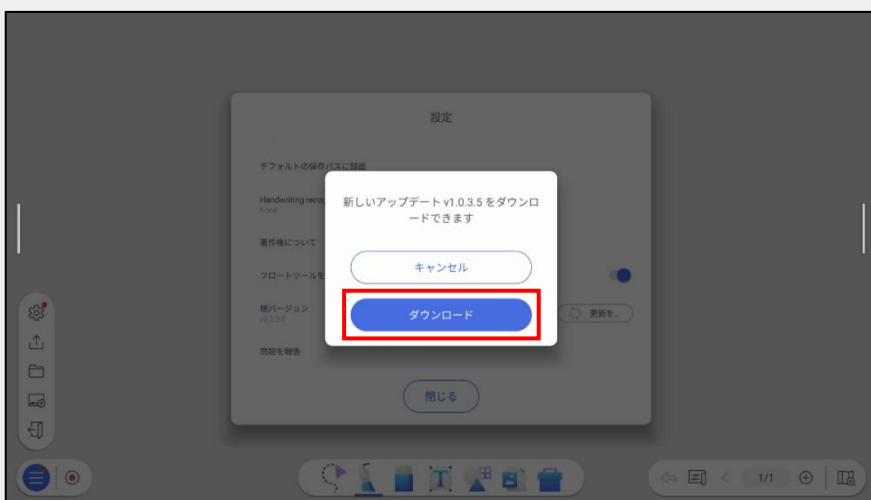 設定
デフォルトの保存パスに録画
Handwriting recog
None
新しいアップデート v1.0.3.5 をダウンロ
ードできます
著作権について
キャンセル
フロートツールを
ダウンロード
現バージョン
更新を...
問題を報告
閉じる
T
1/1